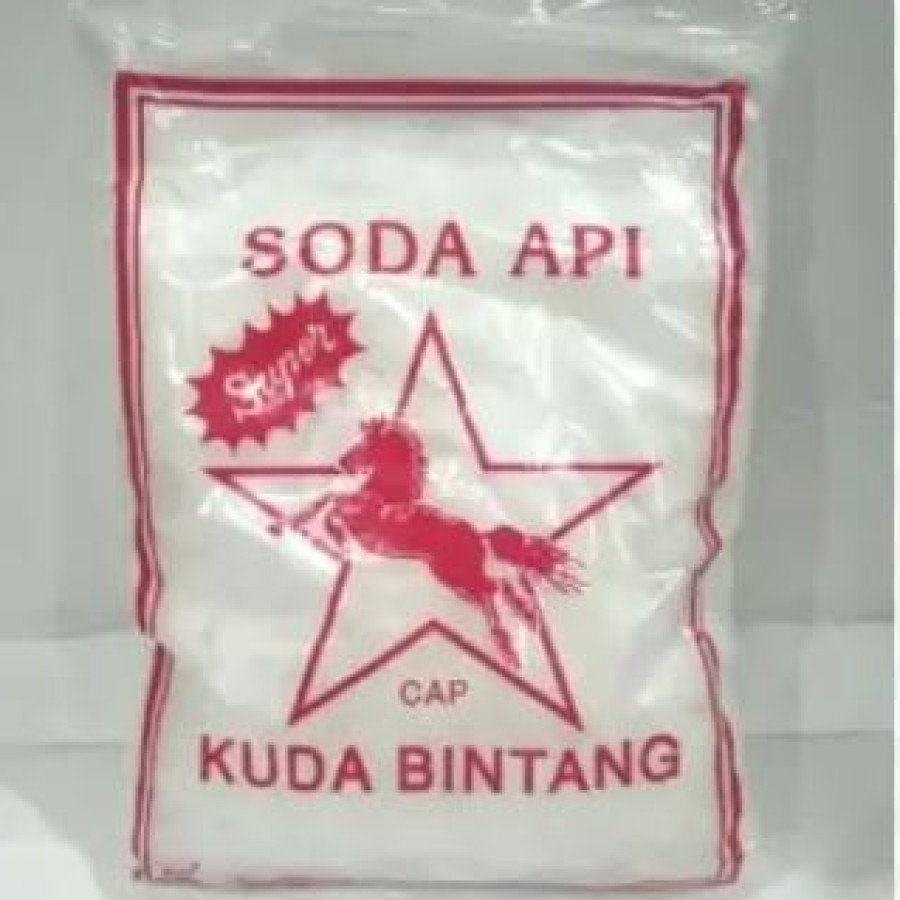 SODA API
Super
CAP
KUDA BINTANG